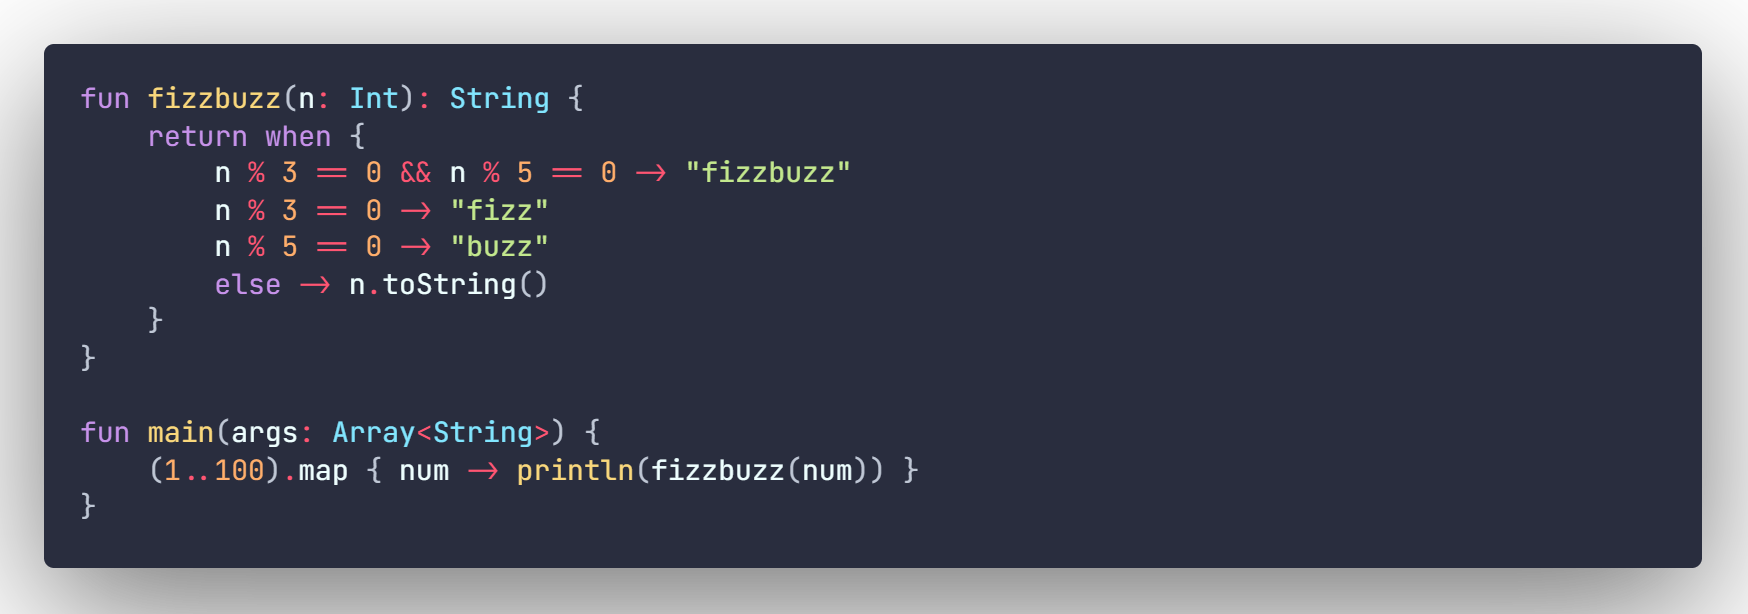 fun fizzbuzz(n: Int): String {
    return when {
        n % 3 == 0 && n % 5 == 0 -> "fizzbuzz"
        n % 3 == 0 -> "fizz"
        n % 5 == 0 -> "buzz"
        else -> n.toString()
    }
}

fun main(args: Array<String>) {
    (1..100).map { num -> println(fizzbuzz(num)) }
}